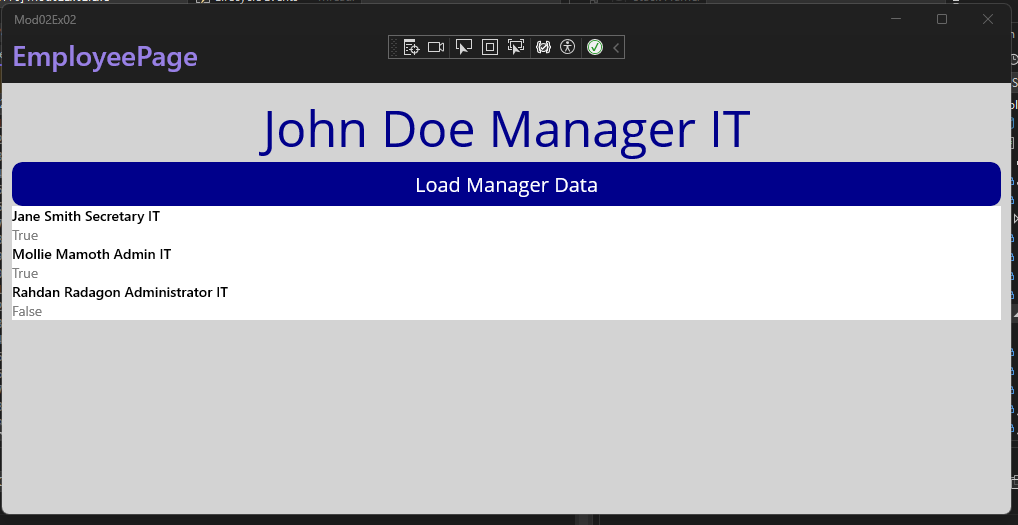 Mod02Ex02
EmployeePage
John Doe Manager IT
Load Manager Data
Jane Smith Secretary IT
True
Mollie Mamoth Admin IT
True
Rahdan Radagon Administrator IT
False